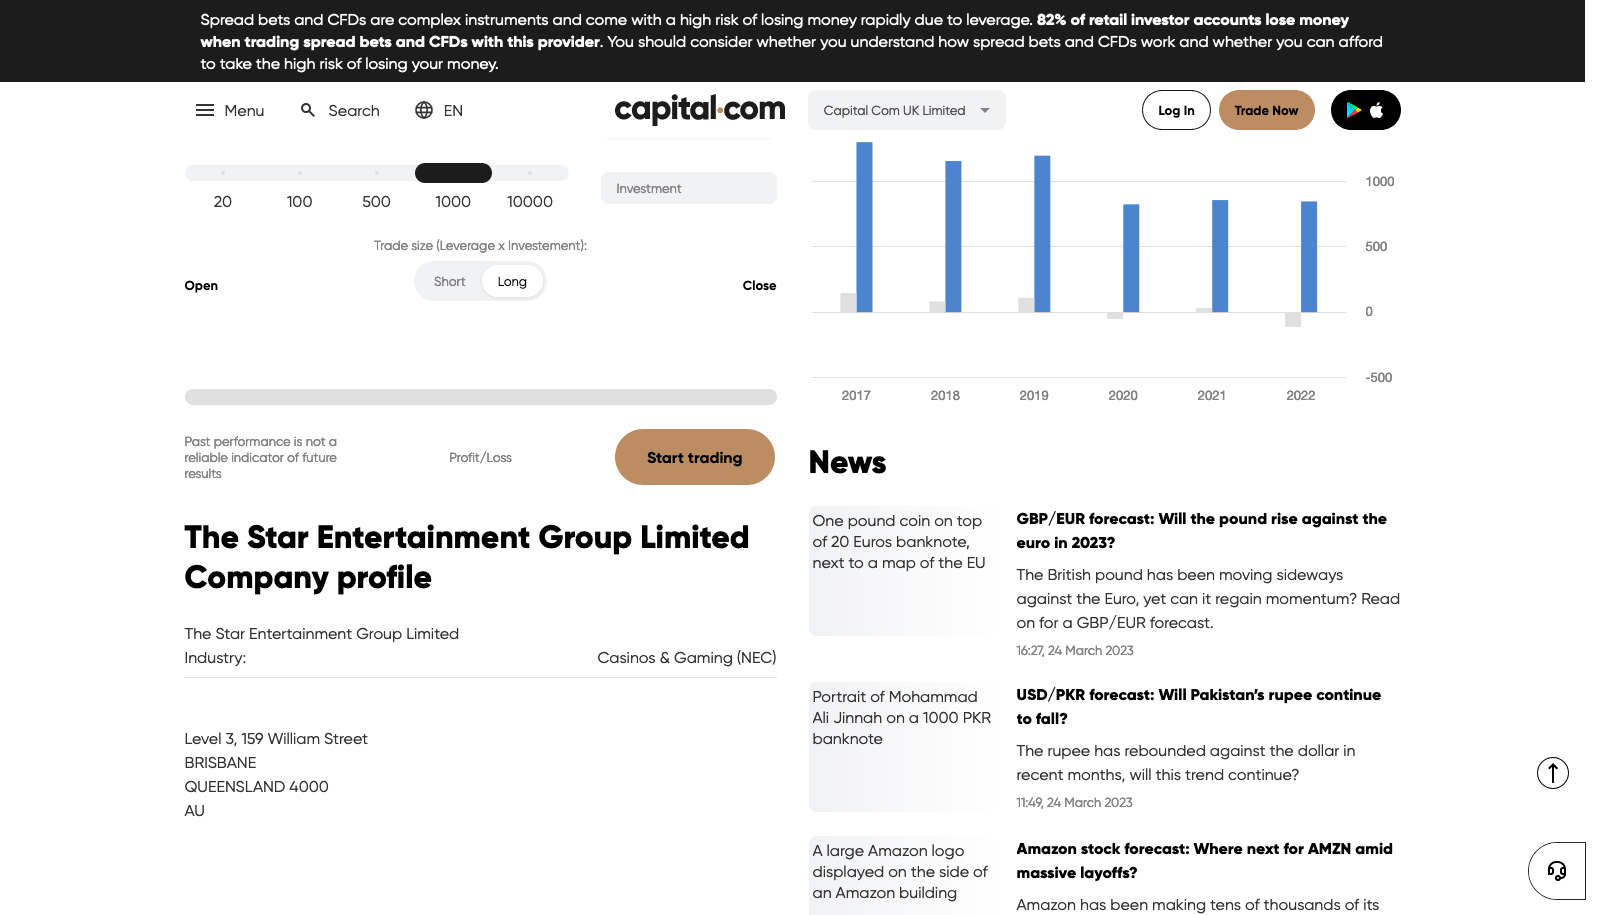 Spread bets and CFDs are complex instruments and come with a high risk of losing money rapidly due to leverage. 82% of retail investor accounts lose money
when trading spread bets and CFDs with this provider. You should consider whether you understand how spread bets and CFDs work and whether you can afford
to take the high risk of losing your money.
Menu
Search
EN
capital.com
Capital Com UK Limited
Log In
Trade Now
20
100
500
1000
10000
Investment
Trade size (Leverage x Investement):
Open
Short
Long
Close
Past performance is not a
reliable indicator of future
results
Profit/Loss
Start trading
The Star Entertainment Group Limited
Company profile
The Star Entertainment Group Limited
Industry:
Casinos & Gaming (NEC)
Level 3, 159 William Street
BRISBANE
QUEENSLAND 4000
AU
1000
500
0
-500
2017
2018
2019
2020
2021
2022
News
One pound coin on top
of 20 Euros banknote,
next to a map of the EU
GBP/EUR forecast: Will the pound rise against the
euro in 2023?
The British pound has been moving sideways
against the Euro, yet can it regain momentum? Read
on for a GBP/EUR forecast.
16:27, 24 March 2023
Portrait of Mohammad
Ali Jinnah on a 1000 PKR
banknote
USD/PKR forecast: Will Pakistan’s rupee continue
to fall?
The rupee has rebounded against the dollar in
recent months, will this trend continue?
11:49, 24 March 2023
A large Amazon logo
displayed on the side of
an Amazon building
Amazon stock forecast: Where next for AMZN amid
massive layoffs?
Amazon has been making tens of thousands of its